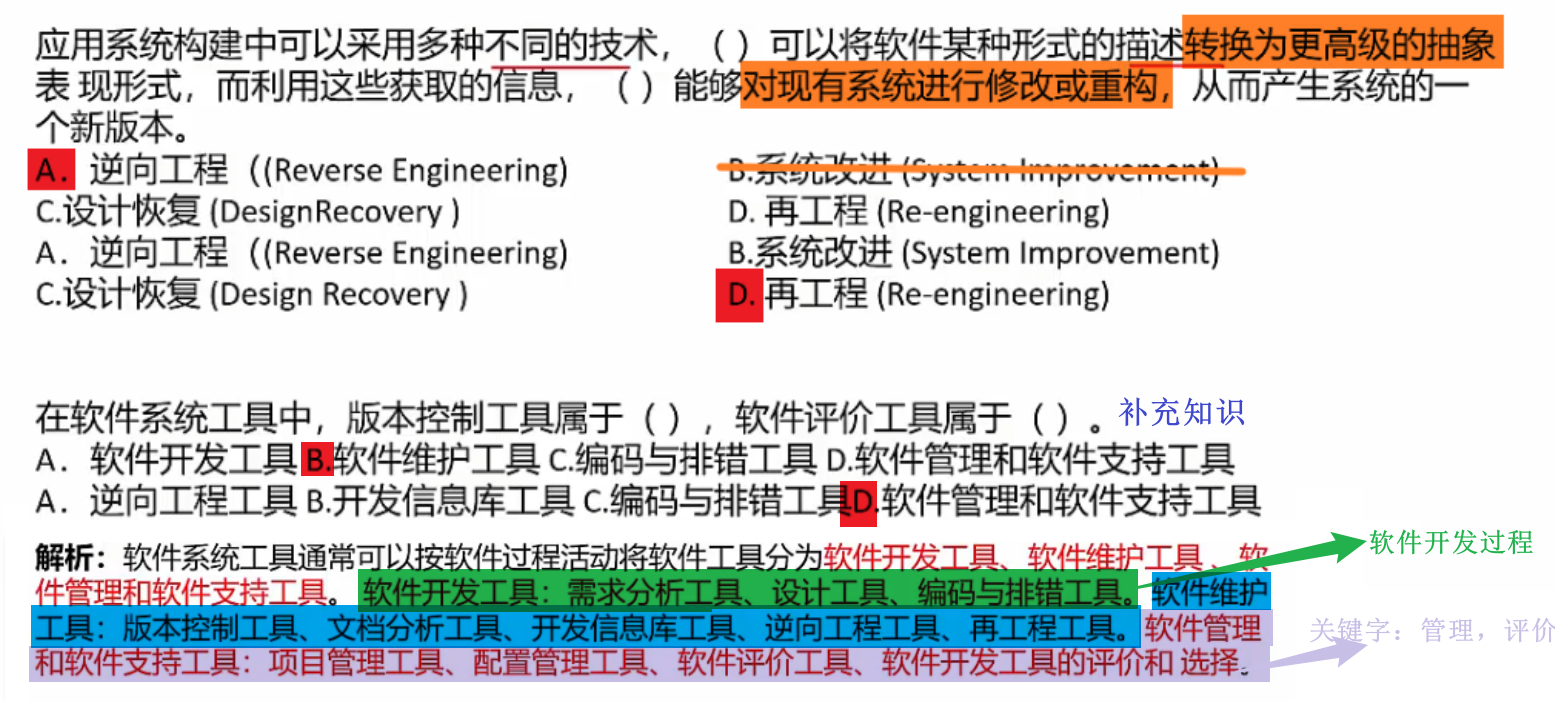 应用系统构建中可以采用多种不同的技术，（ ）可以将软件某种形式的描述转换为更高级的抽象
表 现形式，而利用这些获取的信息，（ ）能够对现有系统进行修改或重构，从而产生系统的一
个新版本。
A．逆向工程（(Reverse Engineering) B.系统改进 (System Improvement)
C.设计恢复 (DesignRecovery ) D. 再工程 (Re-engineering)
A．逆向工程（(Reverse Engineering) B.系统改进 (System Improvement)
C.设计恢复 (Design Recovery ) D. 再工程 (Re-engineering)
在软件系统工具中，版本控制工具属于（ ），软件评价工具属于（ ）。 补充知识
A．软件开发工具 B.软件维护工具 C.编码与排错工具 D.软件管理和软件支持工具
A．逆向工程工具 B.开发信息库工具 C.编码与排错工具D.软件管理和软件支持工具
解析：软件系统工具通常可以按软件过程活动将软件工具分为软件开发工具、软件维护工具、软
件管理和软件支持工具。软件开发工具：需求分析工具、设计工具、编码与排错工具。软件维护
工具：版本控制工具、文档分析工具、开发信息库工具、逆向工程工具、再工程工具。软件管理
和软件支持工具：项目管理工具、配置管理工具、软件评价工具、软件开发工具的评价和 选择。
软件开发过程
关键字：管理，评价